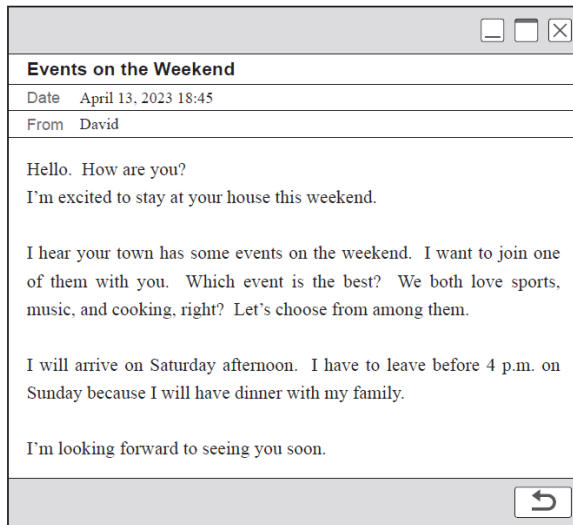 Events on the Weekend
Date April 13, 2023 18:45
From David
Hello. How are you?
I'm excited to stay at your house this weekend.
I hear your town has some events on the weekend. I want to join one
of them with you. Which event is the best? We both love sports,
music, and cooking, right? Let's choose from among them.
I will arrive on Saturday afternoon. I have to leave before 4 p.m. on
Sunday because I will have dinner with my family.
I'm looking forward to seeing you soon.